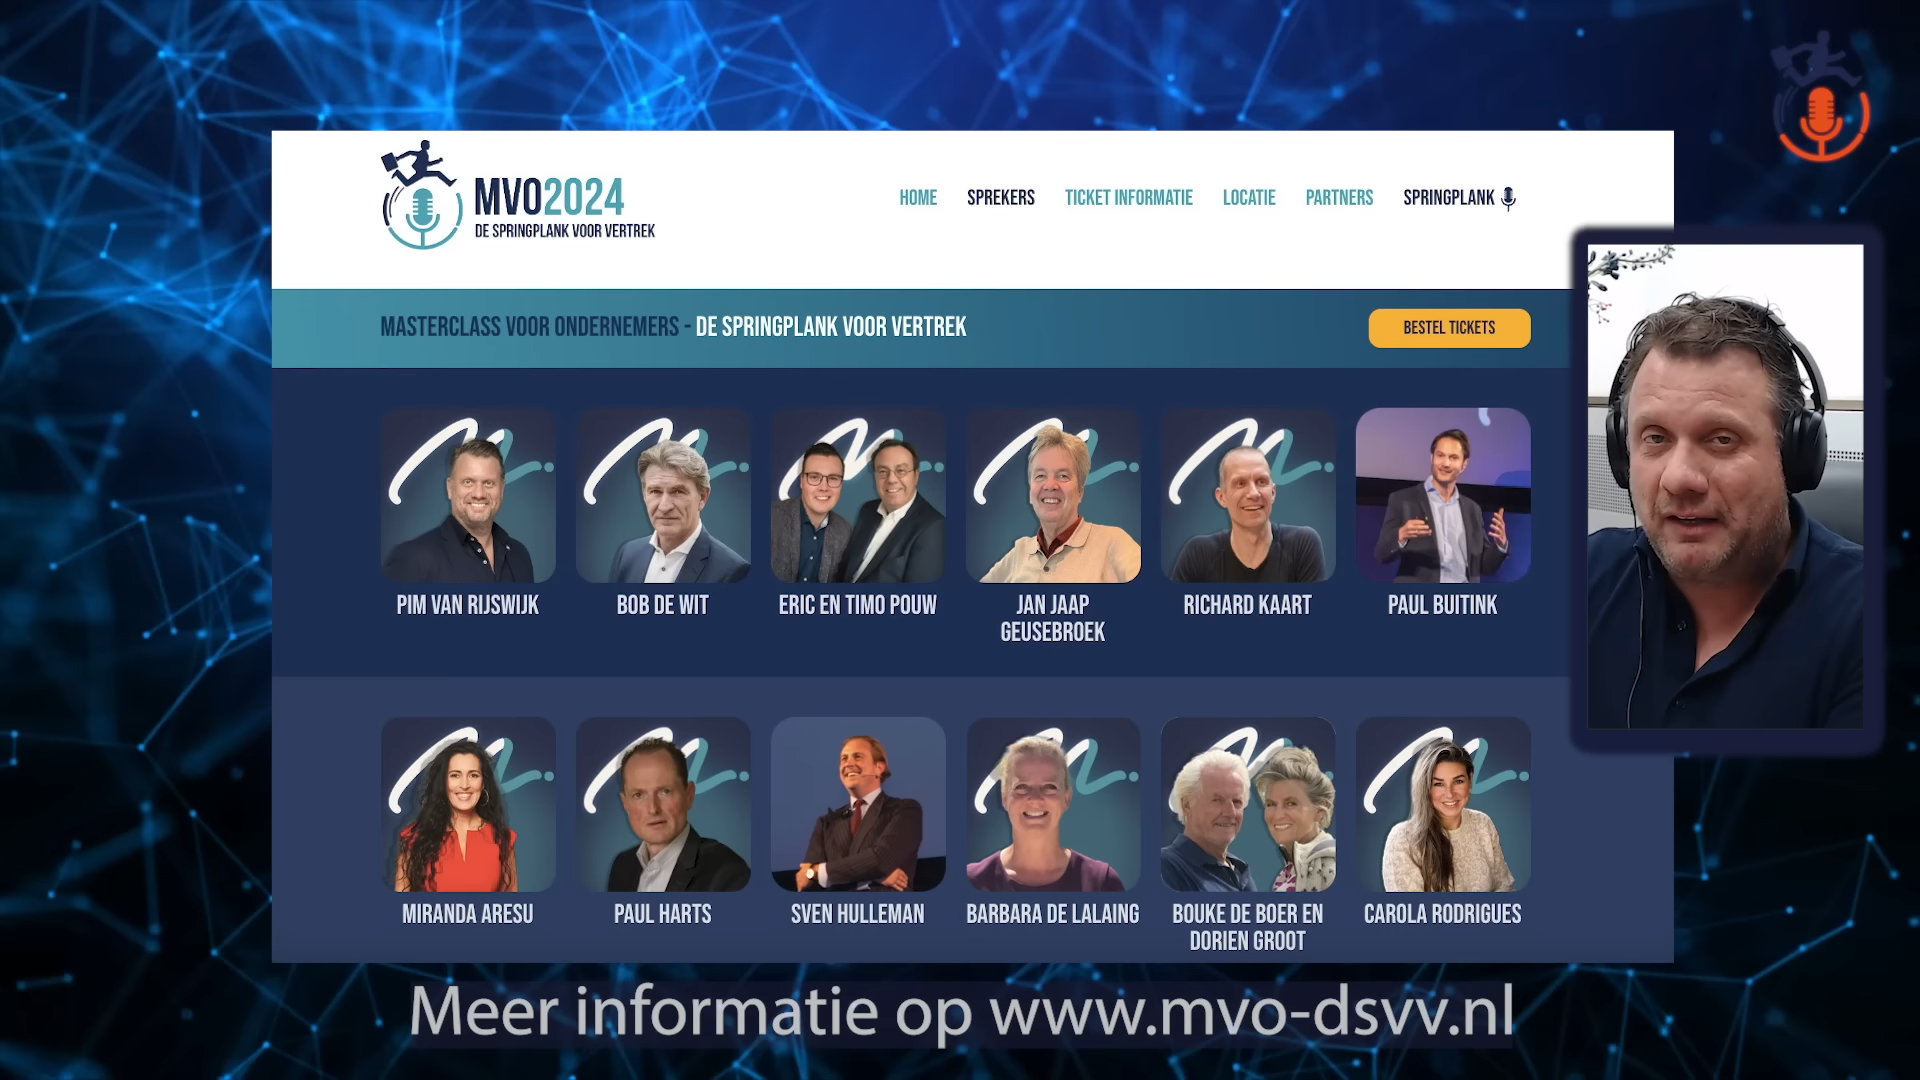 MVO2024
DE SPRINGPLANK VOOR VERTREK
HOME SPREKERS TICKET INFORMATIE LOCATIE PARTNERS SPRINGPLANK
MASTERCLASS VOOR ONDERNEMERS - DE SPRINGPLANK VOOR VERTREK
BESTEL TICKETS
PIM VAN RIJSWIJK
BOB DE WIT
ERIC EN TIMO POUW
JAN JAAP
GEUSEBROEK
RICHARD KAART
PAUL BUITINK
MIRANDA ARESU
PAUL HARTS
SVEN HULLEMAN
BARBARA DE LALAING
BOUKE DE BOER EN
DORIEN GROOT
CAROLA RODRIGUES
Meer informatie op www.mvo-dsvv.nl